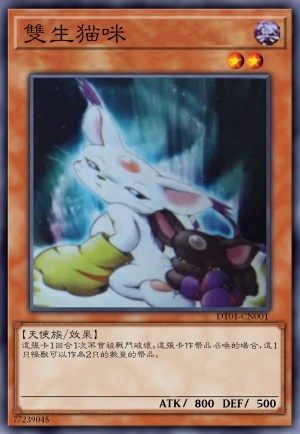 雙生猫咪
DT01-CN001
【天使族/效果】
這張卡1回合1次不會被戰鬥破壞。這張卡作祭品召喚的場合,這1
只怪獸可以作為2只的數量的祭品。
ATK/ 800 DEF/ 500
77239045